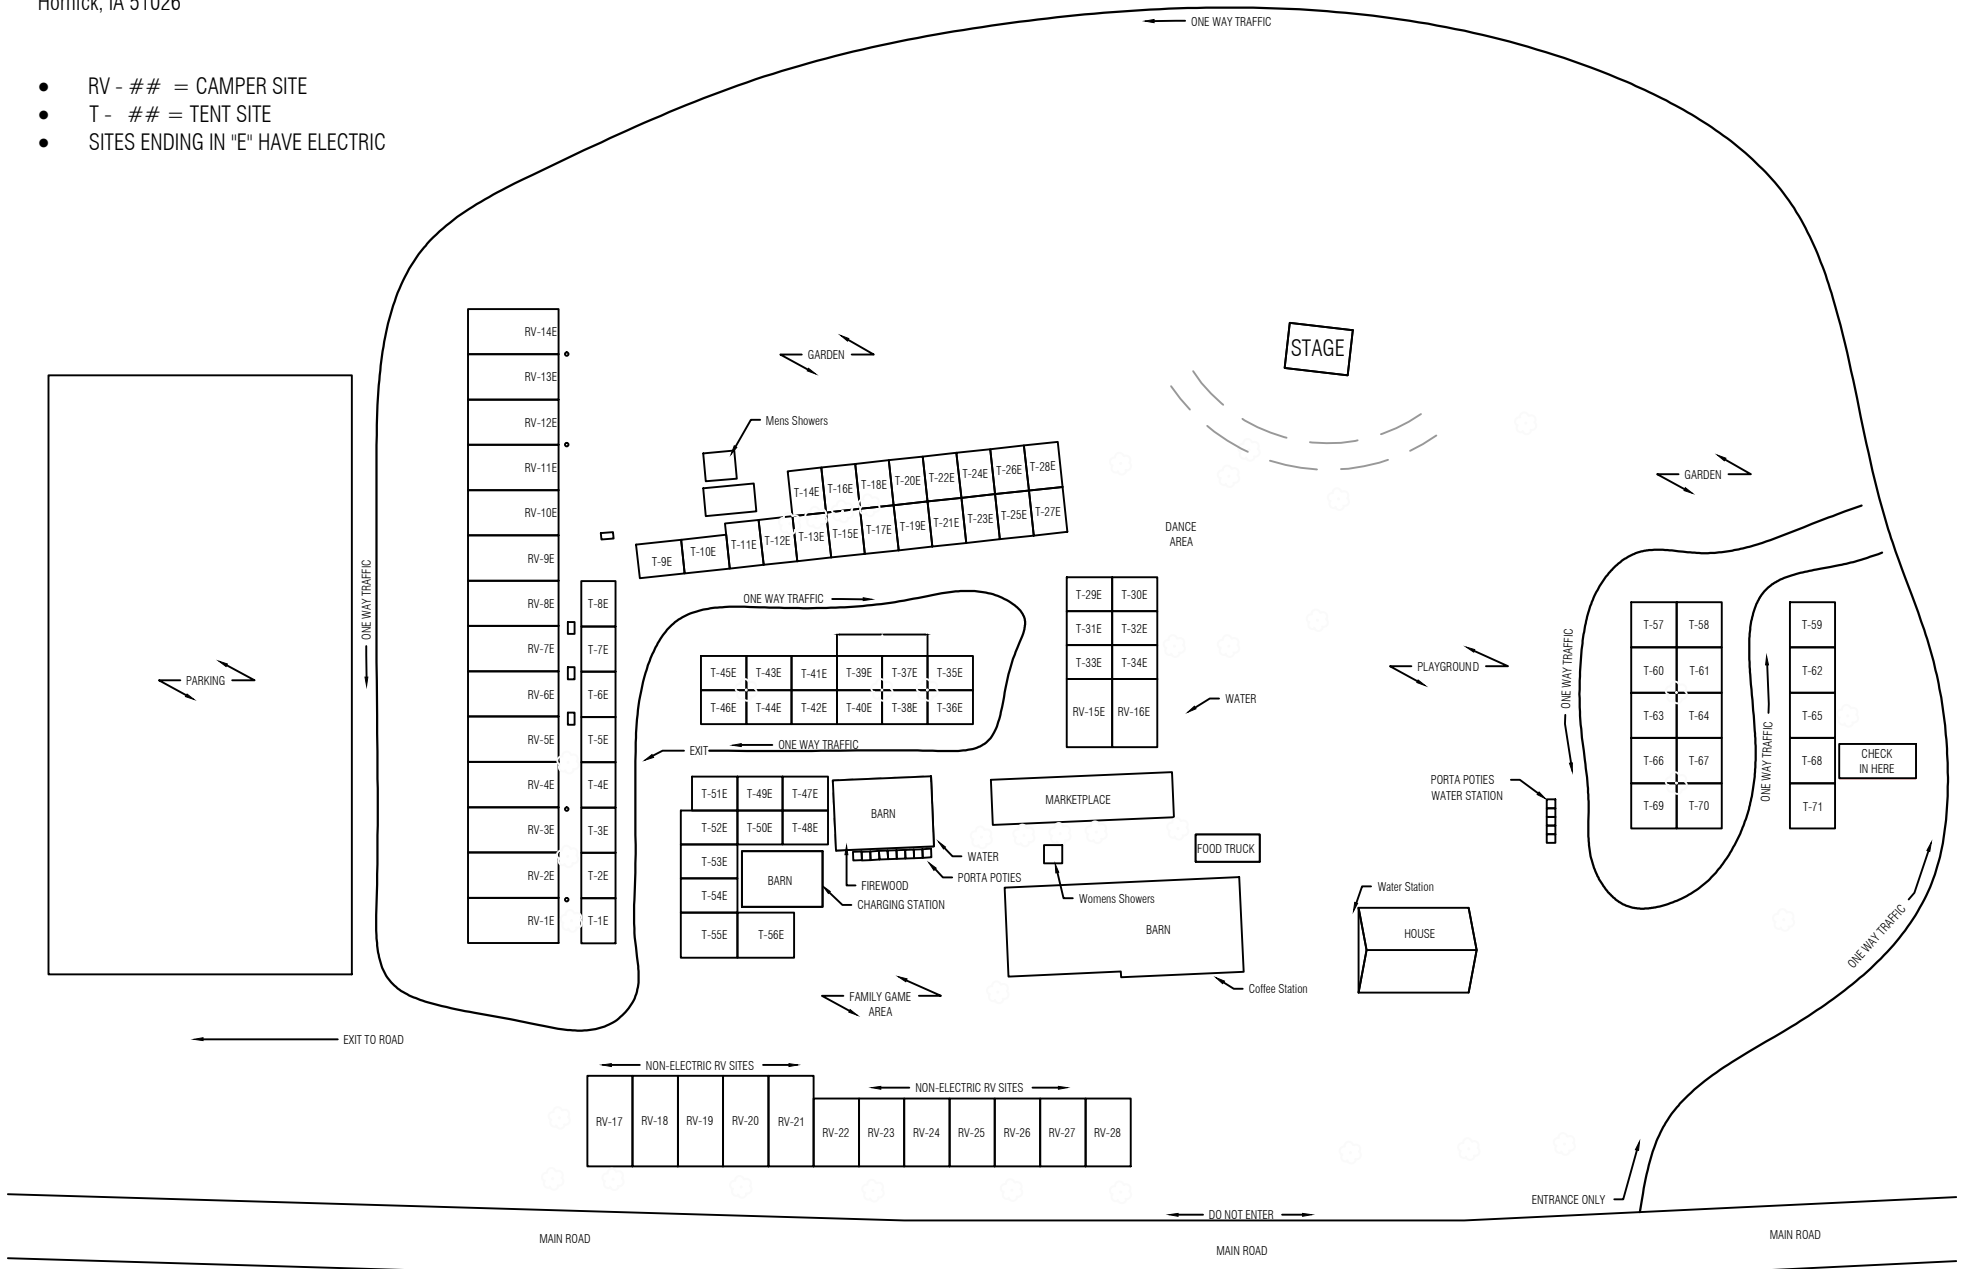 Hornick, IA 51026
RV - ## = CAMPER SITE
T - ## = TENT SITE
SITES ENDING IN "E" HAVE ELECTRIC
ONE WAY TRAFFIC
RV-14E
RV-13E
RV-12E
RV-11E
RV-10E
RV-9E
RV-8E
RV-7E
RV-6E
RV-5E
RV-4E
RV-3E
RV-2E
RV-1E
T-8E
T-7E
T-6E
T-5E
T-4E
T-3E
T-2E
T-1E
PARKING
ONE WAY TRAFFIC
GARDEN
Mens Showers
STAGE
T-14E T-16E T-18E T-20E T-22E T-24E T-26E T-28E
T-9E T-10E T-11E T-12E T-13E T-15E T-17E T-19E T-21E T-23E T-25E T-27E
DANCE
AREA
GARDEN
ONE WAY TRAFFIC
T-45E T-43E T-41E T-39E T-37E T-35E
T-46E T-44E T-42E T-40E T-38E T-36E
ONE WAY TRAFFIC
EXIT
T-29E T-30E
T-31E T-32E
T-33E T-34E
RV-15E RV-16E
WATER
PLAYGROUND
ONE WAY TRAFFIC
T-57 T-58
T-60 T-61
T-63 T-64
T-66 T-67
T-69 T-70
ONE WAY TRAFFIC
T-59
T-62
T-65
T-68
T-71
CHECK
IN HERE
PORTA POTIES
WATER STATION
T-51E T-49E T-47E
T-52E T-50E T-48E
T-53E
T-54E
T-55E T-56E
BARN
BARN
WATER
PORTA POTIES
FIREWOOD
CHARGING STATION
MARKETPLACE
FOOD TRUCK
Womens Showers
BARN
Coffee Station
Water Station
HOUSE
ONE WAY TRAFFIC
FAMILY GAME
AREA
EXIT TO ROAD
NON-ELECTRIC RV SITES
NON-ELECTRIC RV SITES
RV-17 RV-18 RV-19 RV-20 RV-21 RV-22 RV-23 RV-24 RV-25 RV-26 RV-27 RV-28
ENTRANCE ONLY
DO NOT ENTER
MAIN ROAD
MAIN ROAD
MAIN ROAD